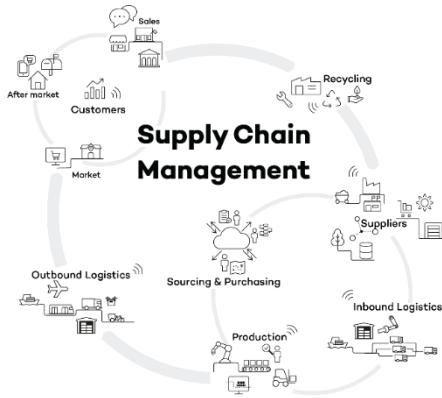 Sales
Recycling
After market
Customers
Supply Chain
Management
Market
Suppliers
Sourcing & Purchasing
Outbound Logistics
Inbound Logistics
Production